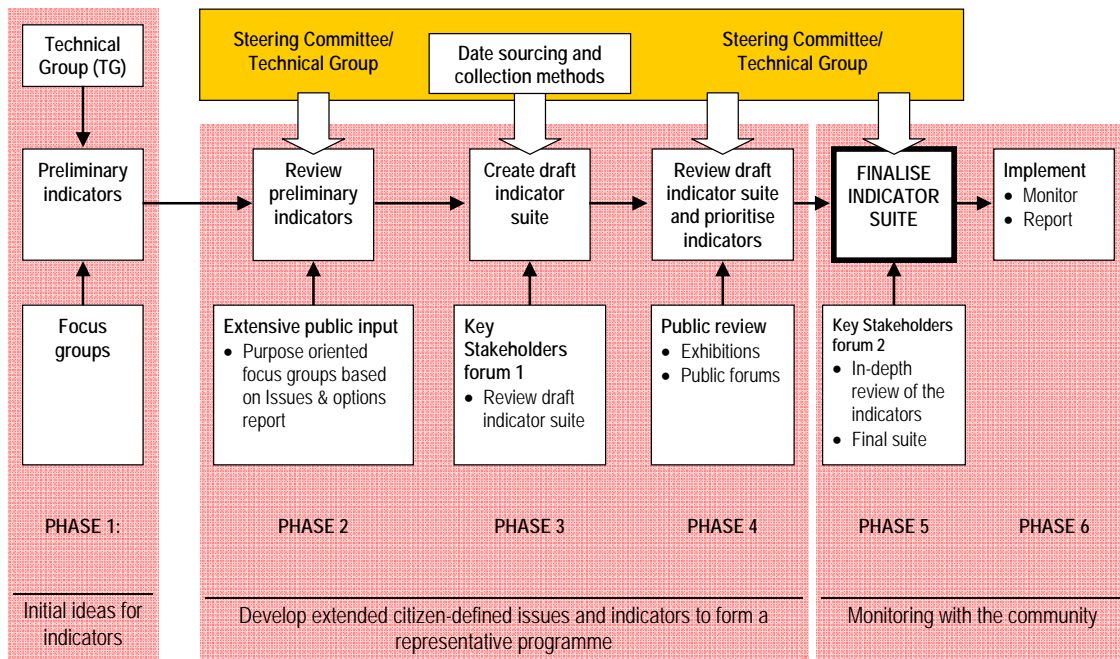 Technical
Group (TG)
Steering Committee/
Technical Group
Date sourcing and
collection methods
Steering Committee/
Technical Group
Preliminary
indicators
Review
preliminary
indicators
Create draft
indicator
suite
Review draft
indicator suite
and prioritise
indicators
FINALISE
INDICATOR
SUITE
Implement
• Monitor
• Report
Focus
groups
Extensive public input
• Purpose oriented
focus groups based
on Issues & options
report
Key
Stakeholders
forum 1
• Review draft
indicator suite
Public review
• Exhibitions
• Public forums
Key Stakeholders
forum 2
• In-depth
review of the
indicators
• Final suite
PHASE 1:
PHASE 2
PHASE 3
PHASE 4
PHASE 5
PHASE 6
Initial ideas for
indicators
Develop extended citizen-defined issues and indicators to form a
representative programme
Monitoring with the community